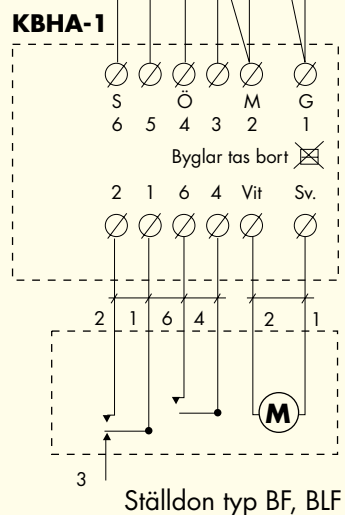 KBHA-1
S Ö M G
6 5 4 3 2 1
Byglar tas bort
2 1 6 4 Vit Sv.
2 1 6 4 2 1
M
3
Ställdon typ BF, BLF